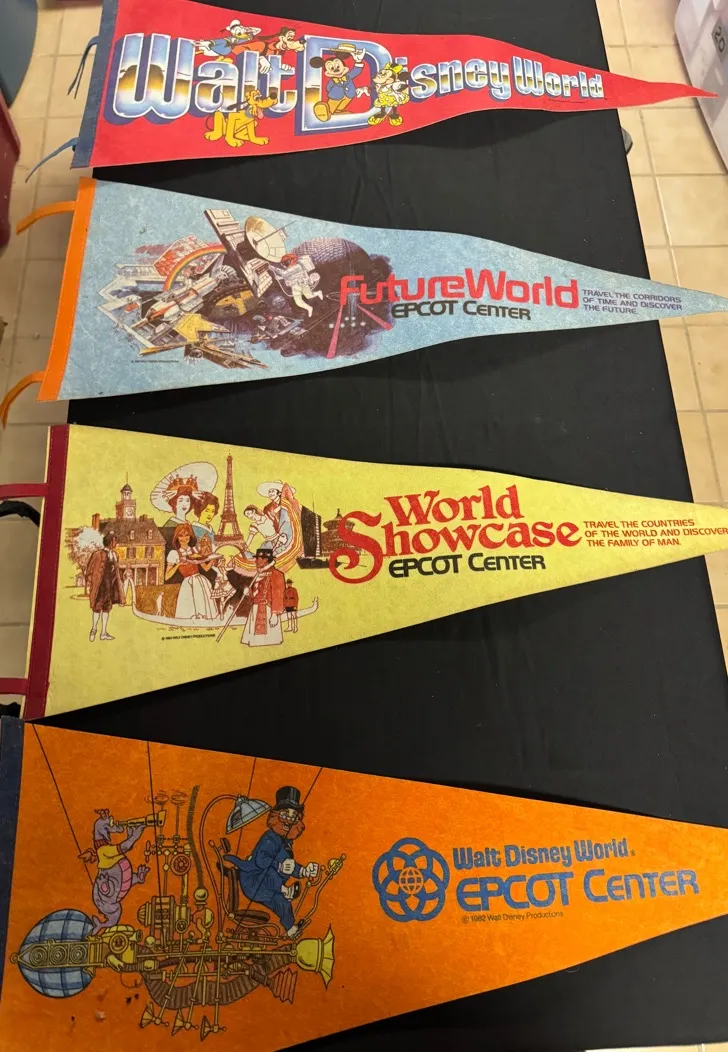 Walt Disney World
FutureWorld
EPCOT CENTER
TRAVEL THE CORRIDORS
OF TIME AND DISCOVER
THE FUTURE.
World
Showcase
EPCOT CENTER
TRAVEL THE COUNTRIES
OF THE WORLD AND DISCOVER
THE FAMILY OF MAN.
Walt Disney World.
EPCOT CENTER
© 1982 Walt Disney Productions